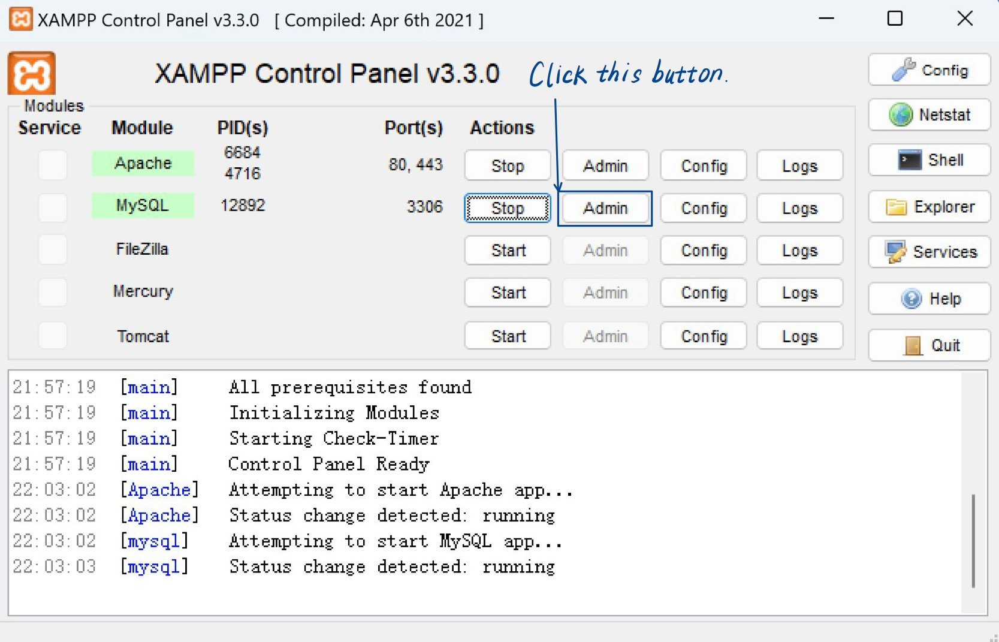 XAMPP Control Panel v3.3.0 [ Compiled: Apr 6th 2021 ]
XAMPP Control Panel v3.3.0
Click this button.
Config
Modules
Service Module PID(s) Port(s) Actions
Netstat
Apache 6684 4716 80, 443 Stop Admin Config Logs
Shell
MySQL 12892 3306 Stop Admin Config Logs
Explorer
FileZilla Start Admin Config Logs
Services
Mercury Start Admin Config Logs
Help
Tomcat Start Admin Config Logs
Quit
21:57:19 [main] All prerequisites found
21:57:19 [main] Initializing Modules
21:57:19 [main] Starting Check-Timer
21:57:19 [main] Control Panel Ready
22:03:02 [Apache] Attempting to start Apache app...
22:03:02 [Apache] Status change detected: running
22:03:02 [mysql] Attempting to start MySQL app...
22:03:03 [mysql] Status change detected: running